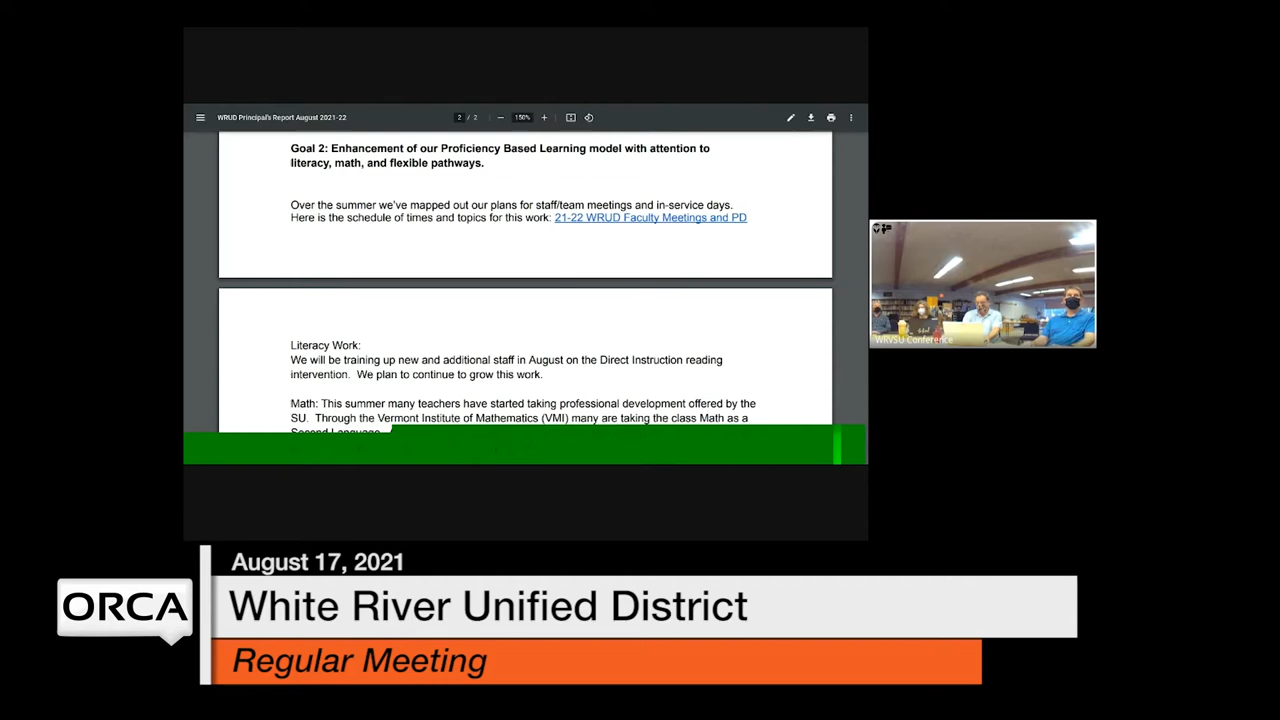 WRUD Principal's Report August 2021-22
2 / 2
150%
Goal 2: Enhancement of our Proficiency Based Learning model with attention to
literacy, math, and flexible pathways.
Over the summer we've mapped out our plans for staff/team meetings and in-service days.
Here is the schedule of times and topics for this work: 21-22 WRUD Faculty Meetings and PD
Literacy Work:
We will be training up new and additional staff in August on the Direct Instruction reading
intervention. We plan to continue to grow this work.
Math: This summer many teachers have started taking professional development offered by the
SU. Through the Vermont Institute of Mathematics (VMI) many are taking the class Math as a
Second Language
WRVSU Conference
August 17, 2021
ORCA
White River Unified District
Regular Meeting